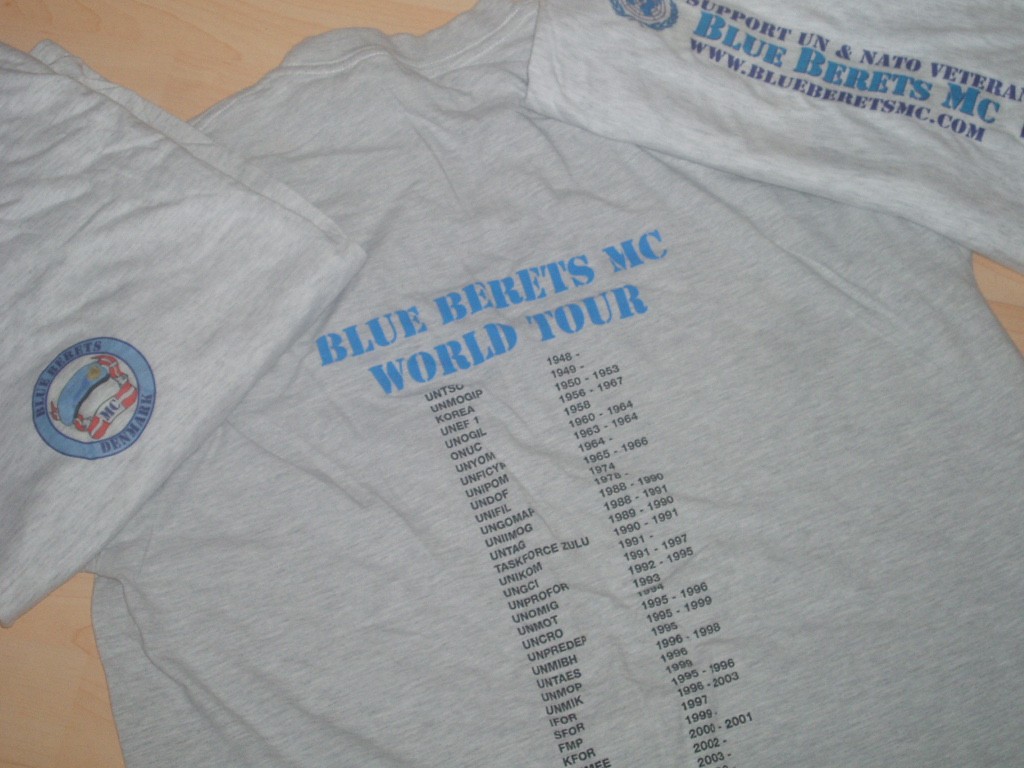 SUPPORT UN & NATO VETERAN
BLUE BERETS MC
WWW.BLUEBERETSMC.COM
BLUE BERETS
MC
DENMARK
BLUE BERETS MC
WORLD TOUR
UNTSO 1948 -
UNMOGIP 1949 -
KOREA 1950 - 1953
UNEF 1 1956 - 1967
UNOGIL 1958
ONUC 1960 - 1964
UNYOM 1963 - 1964
UNFICYP 1964 -
UNIPOM 1965 - 1966
UNDOF 1974
UNIFIL 1978 -
UNGOMAP 1988 - 1990
UNIIMOG 1988 - 1991
UNTAG 1989 - 1990
TASKFORCE ZULU 1990 - 1991
UNIKOM 1991 -
UNGCI 1991 - 1997
UNPROFOR 1992 - 1995
UNOMIG 1993
UNMOT 1994
UNCRO 1995 - 1996
UNPREDEP 1995 - 1999
UNMIBH 1995
UNTAES 1996 - 1998
UNMOP 1996
UNMIK 1999
IFOR 1995 - 1996
SFOR 1996 - 2003
FMP 1997
KFOR 1999
2000 - 2001
2002 -
2003 -